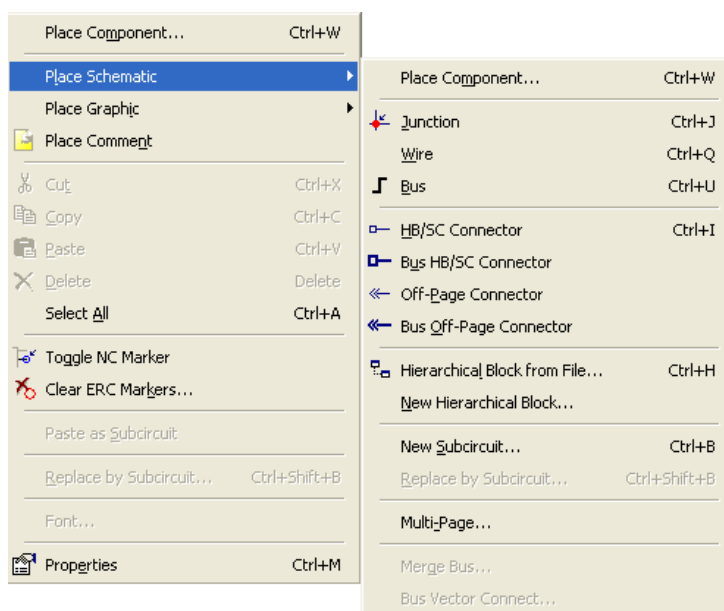 Place Component... Ctrl+W
Place Schematic
Place Graphic
Place Comment
Cut Ctrl+X
Copy Ctrl+C
Paste Ctrl+V
Delete Delete
Select All Ctrl+A
Toggle NC Marker
Clear ERC Markers...
Paste as Subcircuit
Replace by Subcircuit... Ctrl+Shift+B
Font...
Properties Ctrl+M
Place Component... Ctrl+W
Junction Ctrl+J
Wire Ctrl+Q
Bus Ctrl+U
HB/SC Connector Ctrl+I
Bus HB/SC Connector
Off-Page Connector
Bus Off-Page Connector
Hierarchical Block from File... Ctrl+H
New Hierarchical Block...
New Subcircuit... Ctrl+B
Replace by Subcircuit... Ctrl+Shift+B
Multi-Page...
Merge Bus...
Bus Vector Connect...